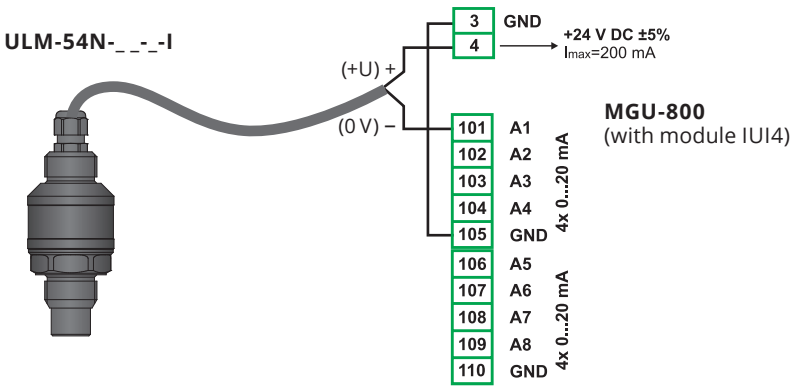 ULM-54N-_ _-_-I
3 GND
4
+24 V DC ±5%
Imax=200 mA
(+U) +
(0 V) −
MGU-800
(with module IUI4)
101 A1
102 A2
103 A3
104 A4
105 GND
4x 0...20 mA
106 A5
107 A6
108 A7
109 A8
110 GND
4x 0...20 mA